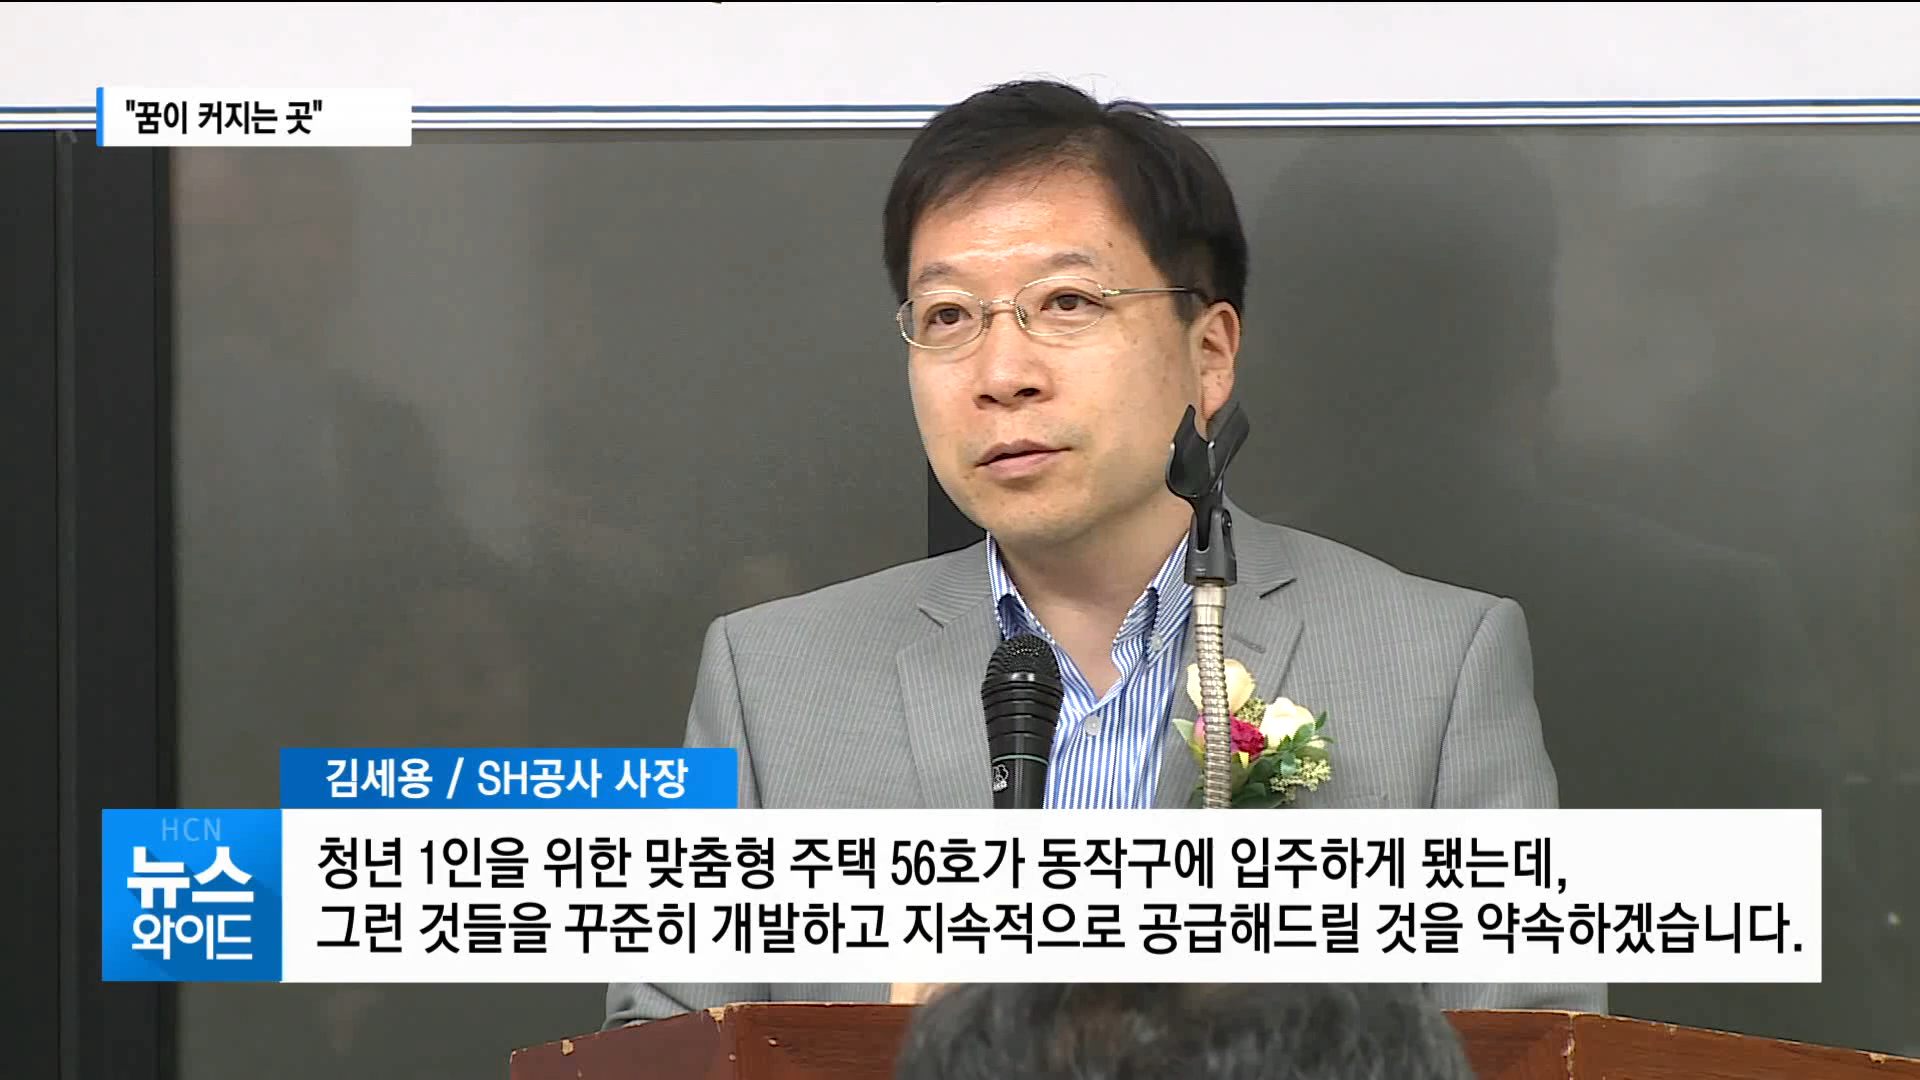 "꿈이 커지는 곳"
김세용 / SH공사 사장
HCN
뉴스
와이드
청년 1인을 위한 맞춤형 주택 56호가 동작구에 입주하게 됐는데,
그런 것들을 꾸준히 개발하고 지속적으로 공급해드릴 것을 약속하겠습니다.